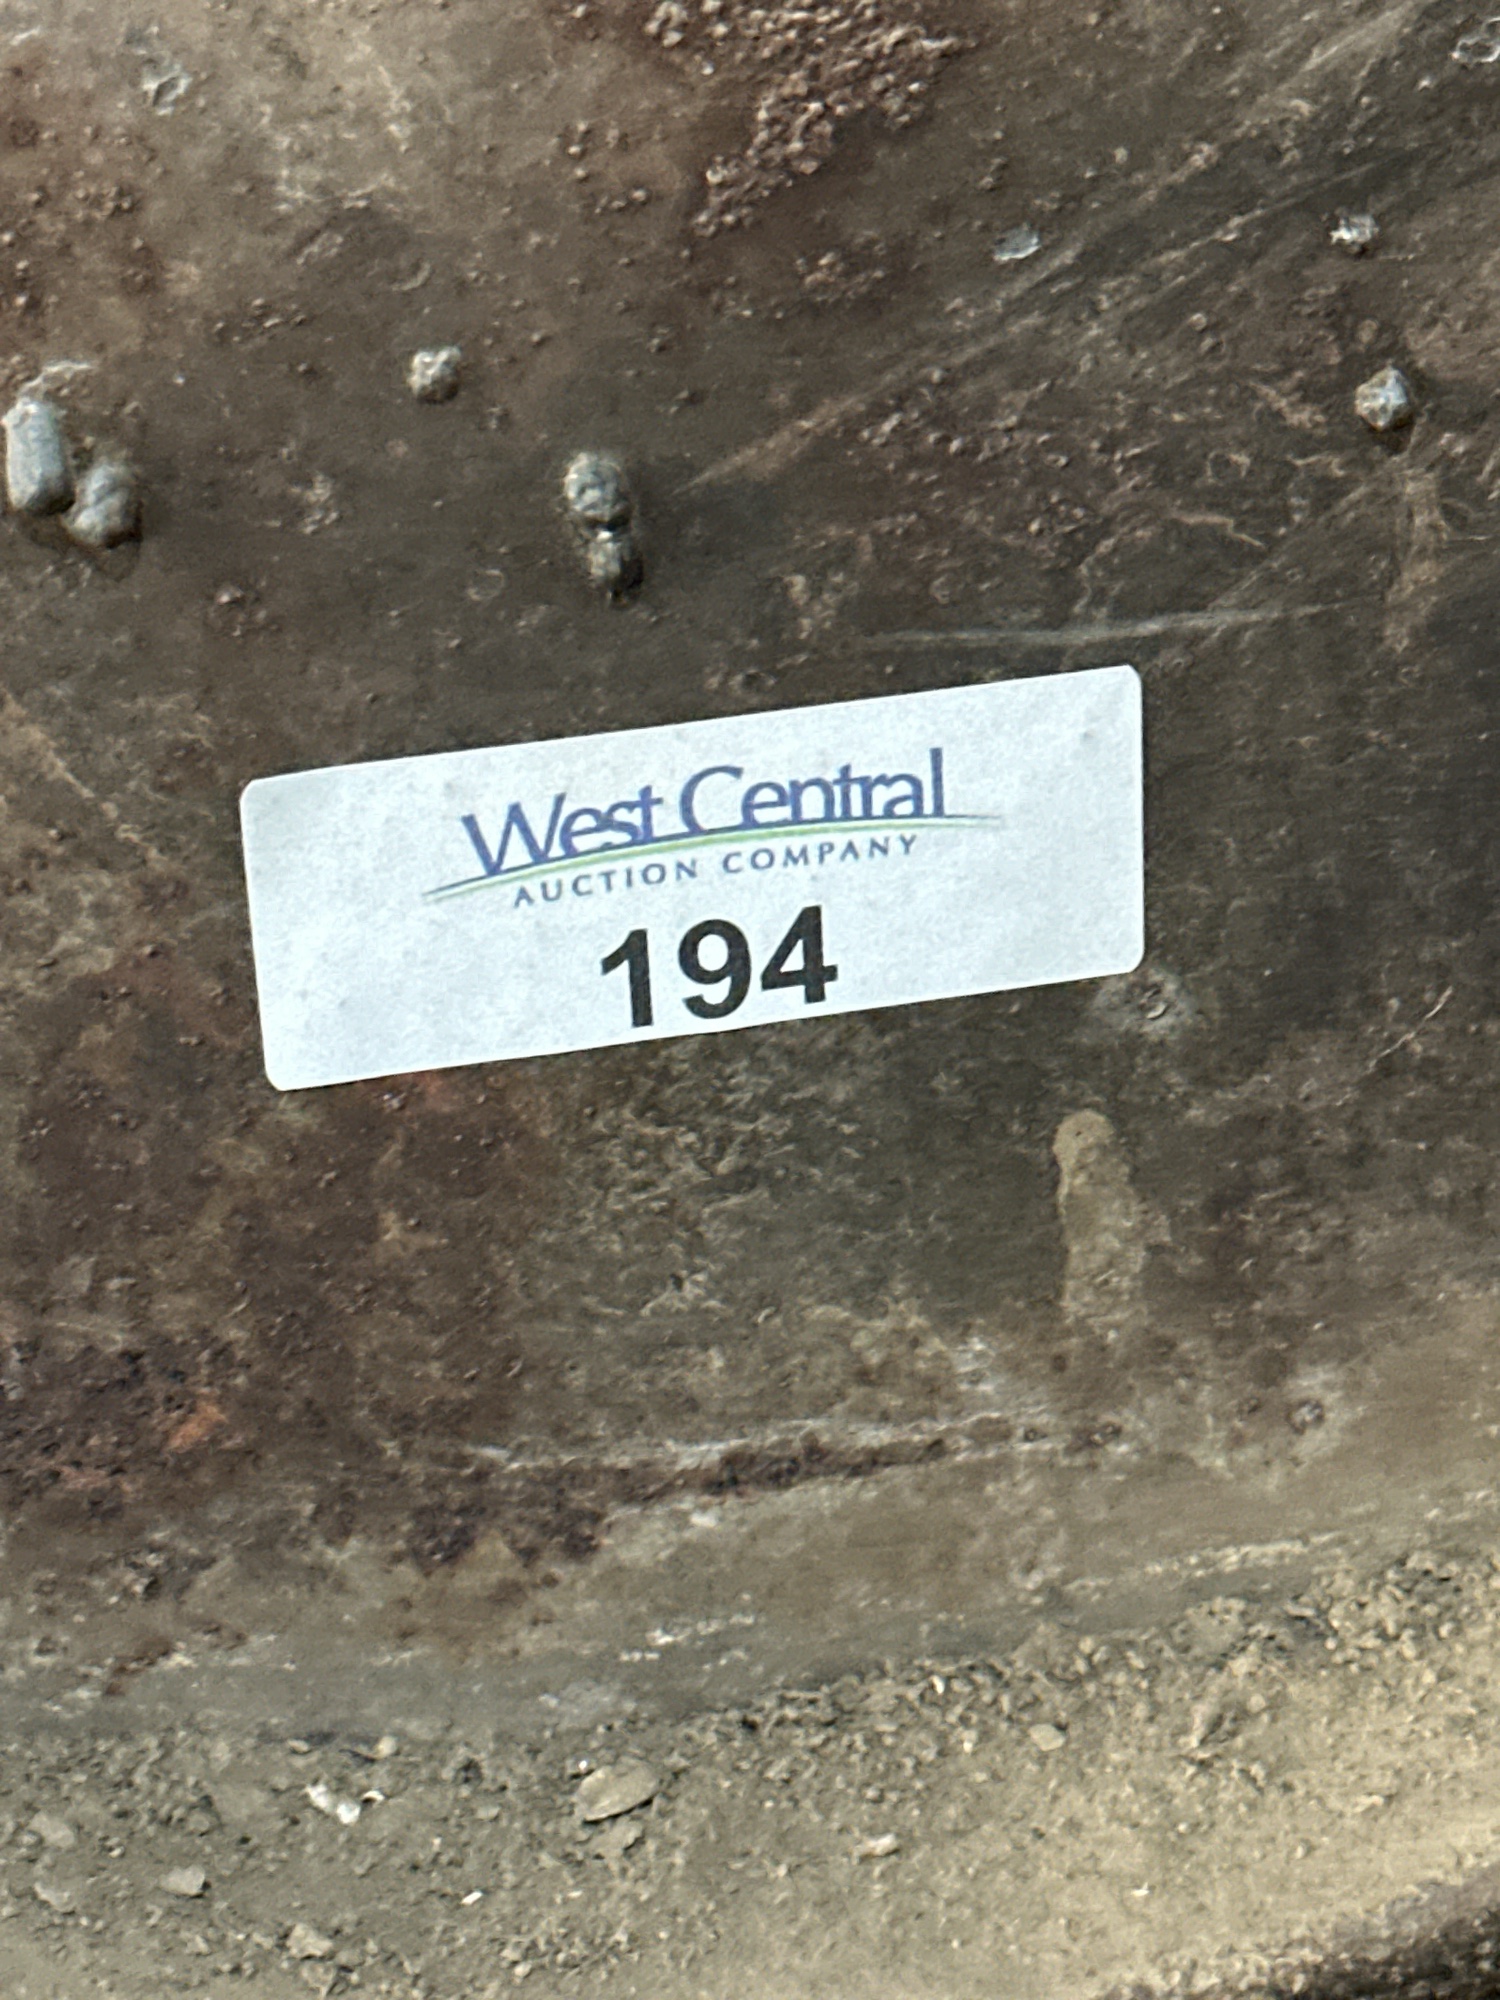 West Central
AUCTION COMPANY
194